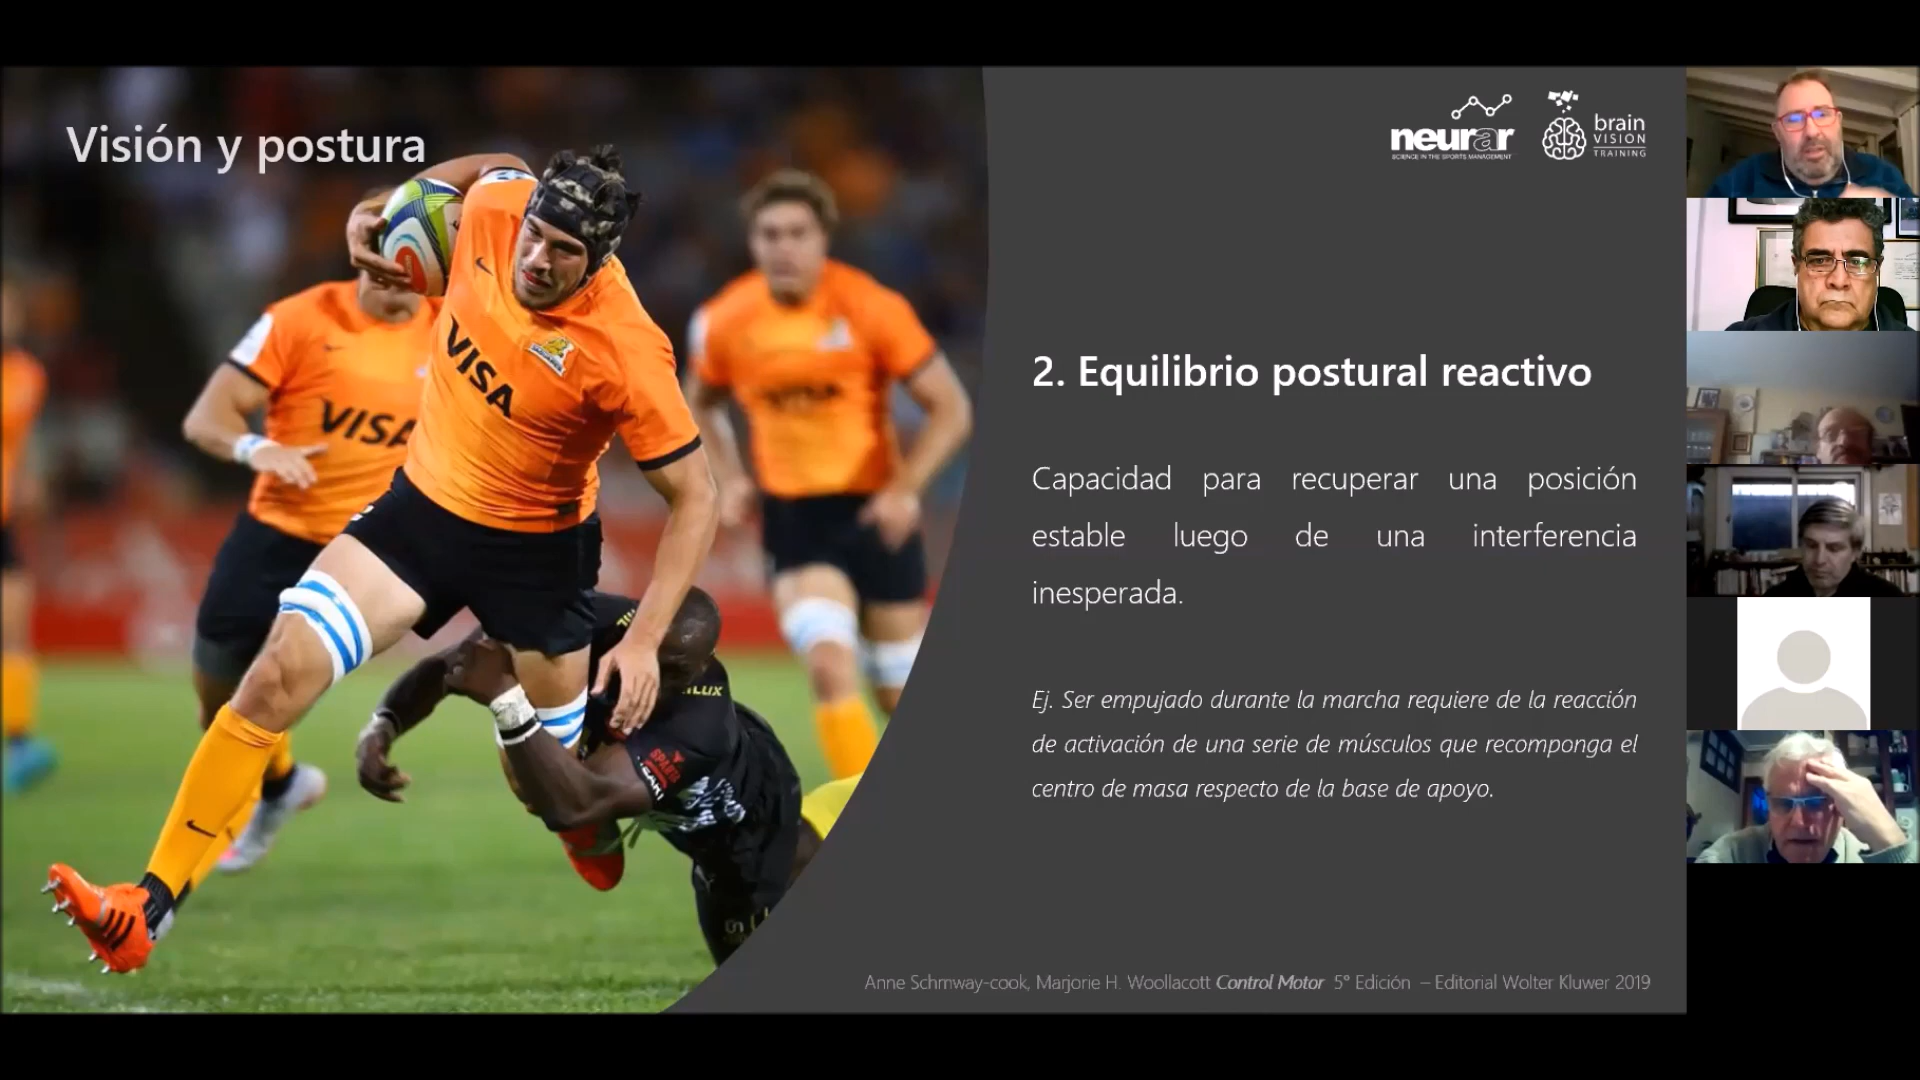 Visión y postura
neurar
SCIENCE IN THE SPORTS MANAGEMENT
brain
VISION
TRAINING
VISA
VISA
2. Equilibrio postural reactivo
Capacidad para recuperar una posición
estable luego de una interferencia
inesperada.
Ej. Ser empujado durante la marcha requiere de la reacción
de activación de una serie de músculos que recomponga el
centro de masa respecto de la base de apoyo.
Anne Schmway-cook, Marjorie H. Woollacott Control Motor 5° Edición – Editorial Wolter Kluwer 2019